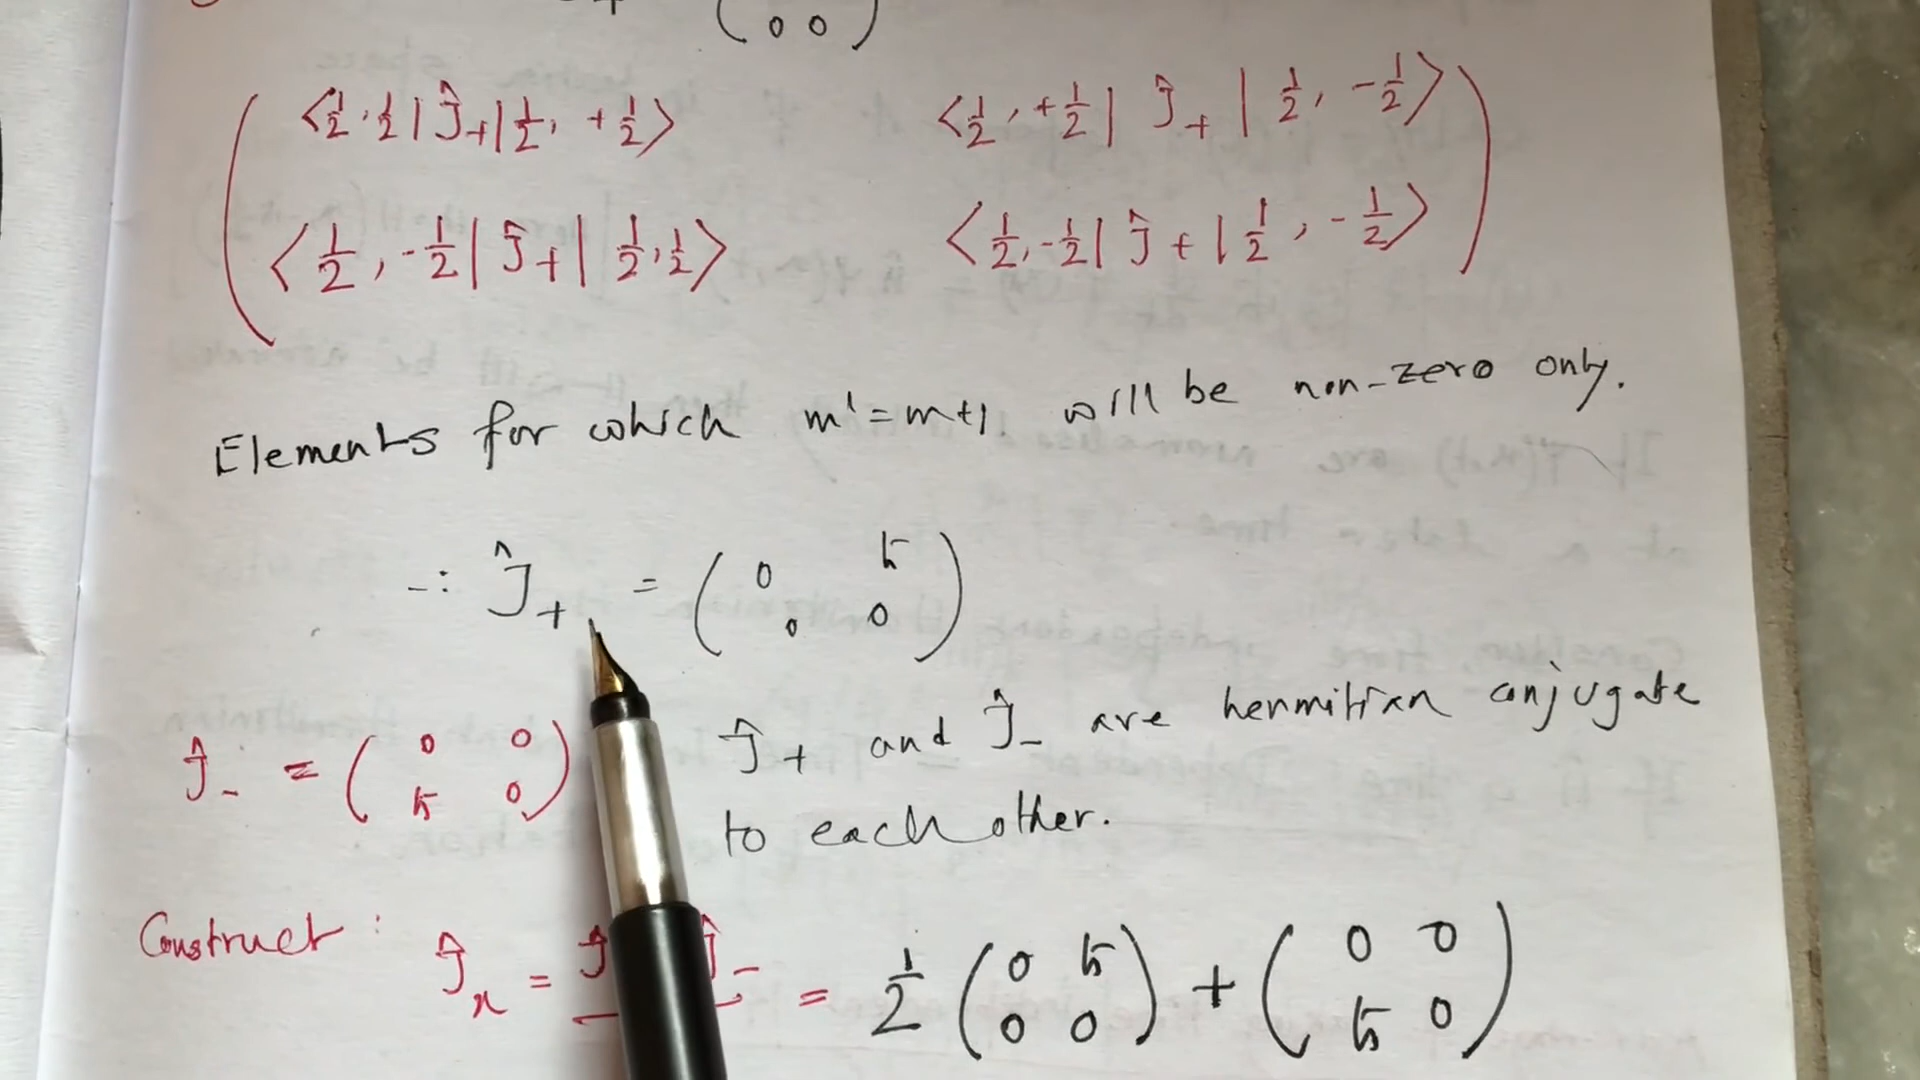 ( 0 0 )
⟨1/2, 1/2| Ĵ+ |1/2, +1/2⟩ ⟨1/2, +1/2| Ĵ+ |1/2, -1/2⟩
⟨1/2, -1/2| Ĵ+ |1/2, 1/2⟩ ⟨1/2, -1/2| Ĵ+ |1/2, -1/2⟩
Elements for which m' = m+1. will be non-zero only.
∴ Ĵ+ = ( 0 ħ
0 0 )
Ĵ- = ( 0 0
ħ 0 )
Ĵ+ and Ĵ- are hermitian conjugate
to each other.
Construct : Ĵx = = 1/2 ( 0 ħ
0 0 ) + ( 0 0
ħ 0 )